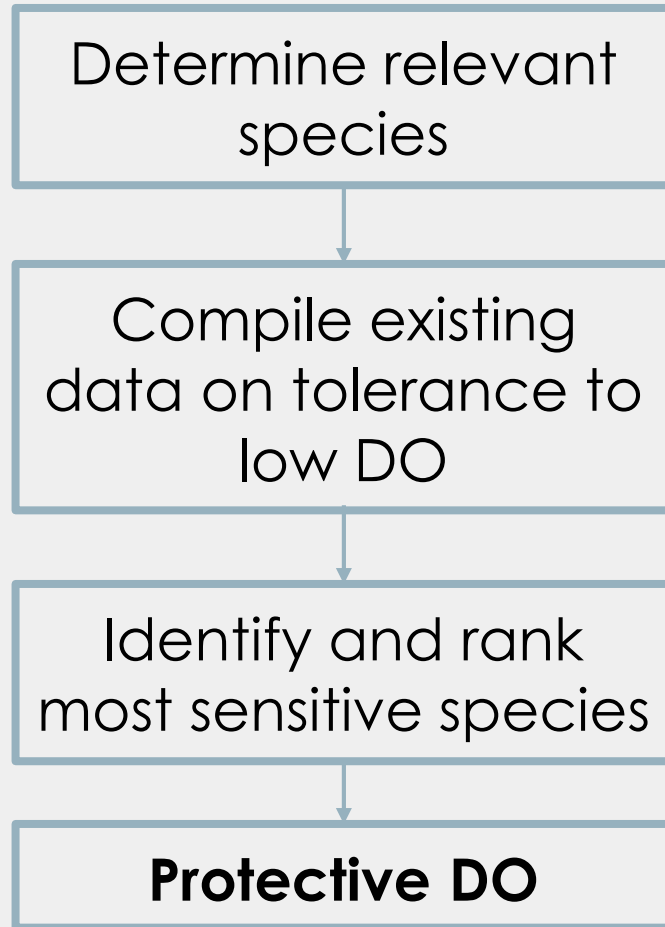 Determine relevant
species
Compile existing
data on tolerance to
low DO
Identify and rank
most sensitive species
Protective DO